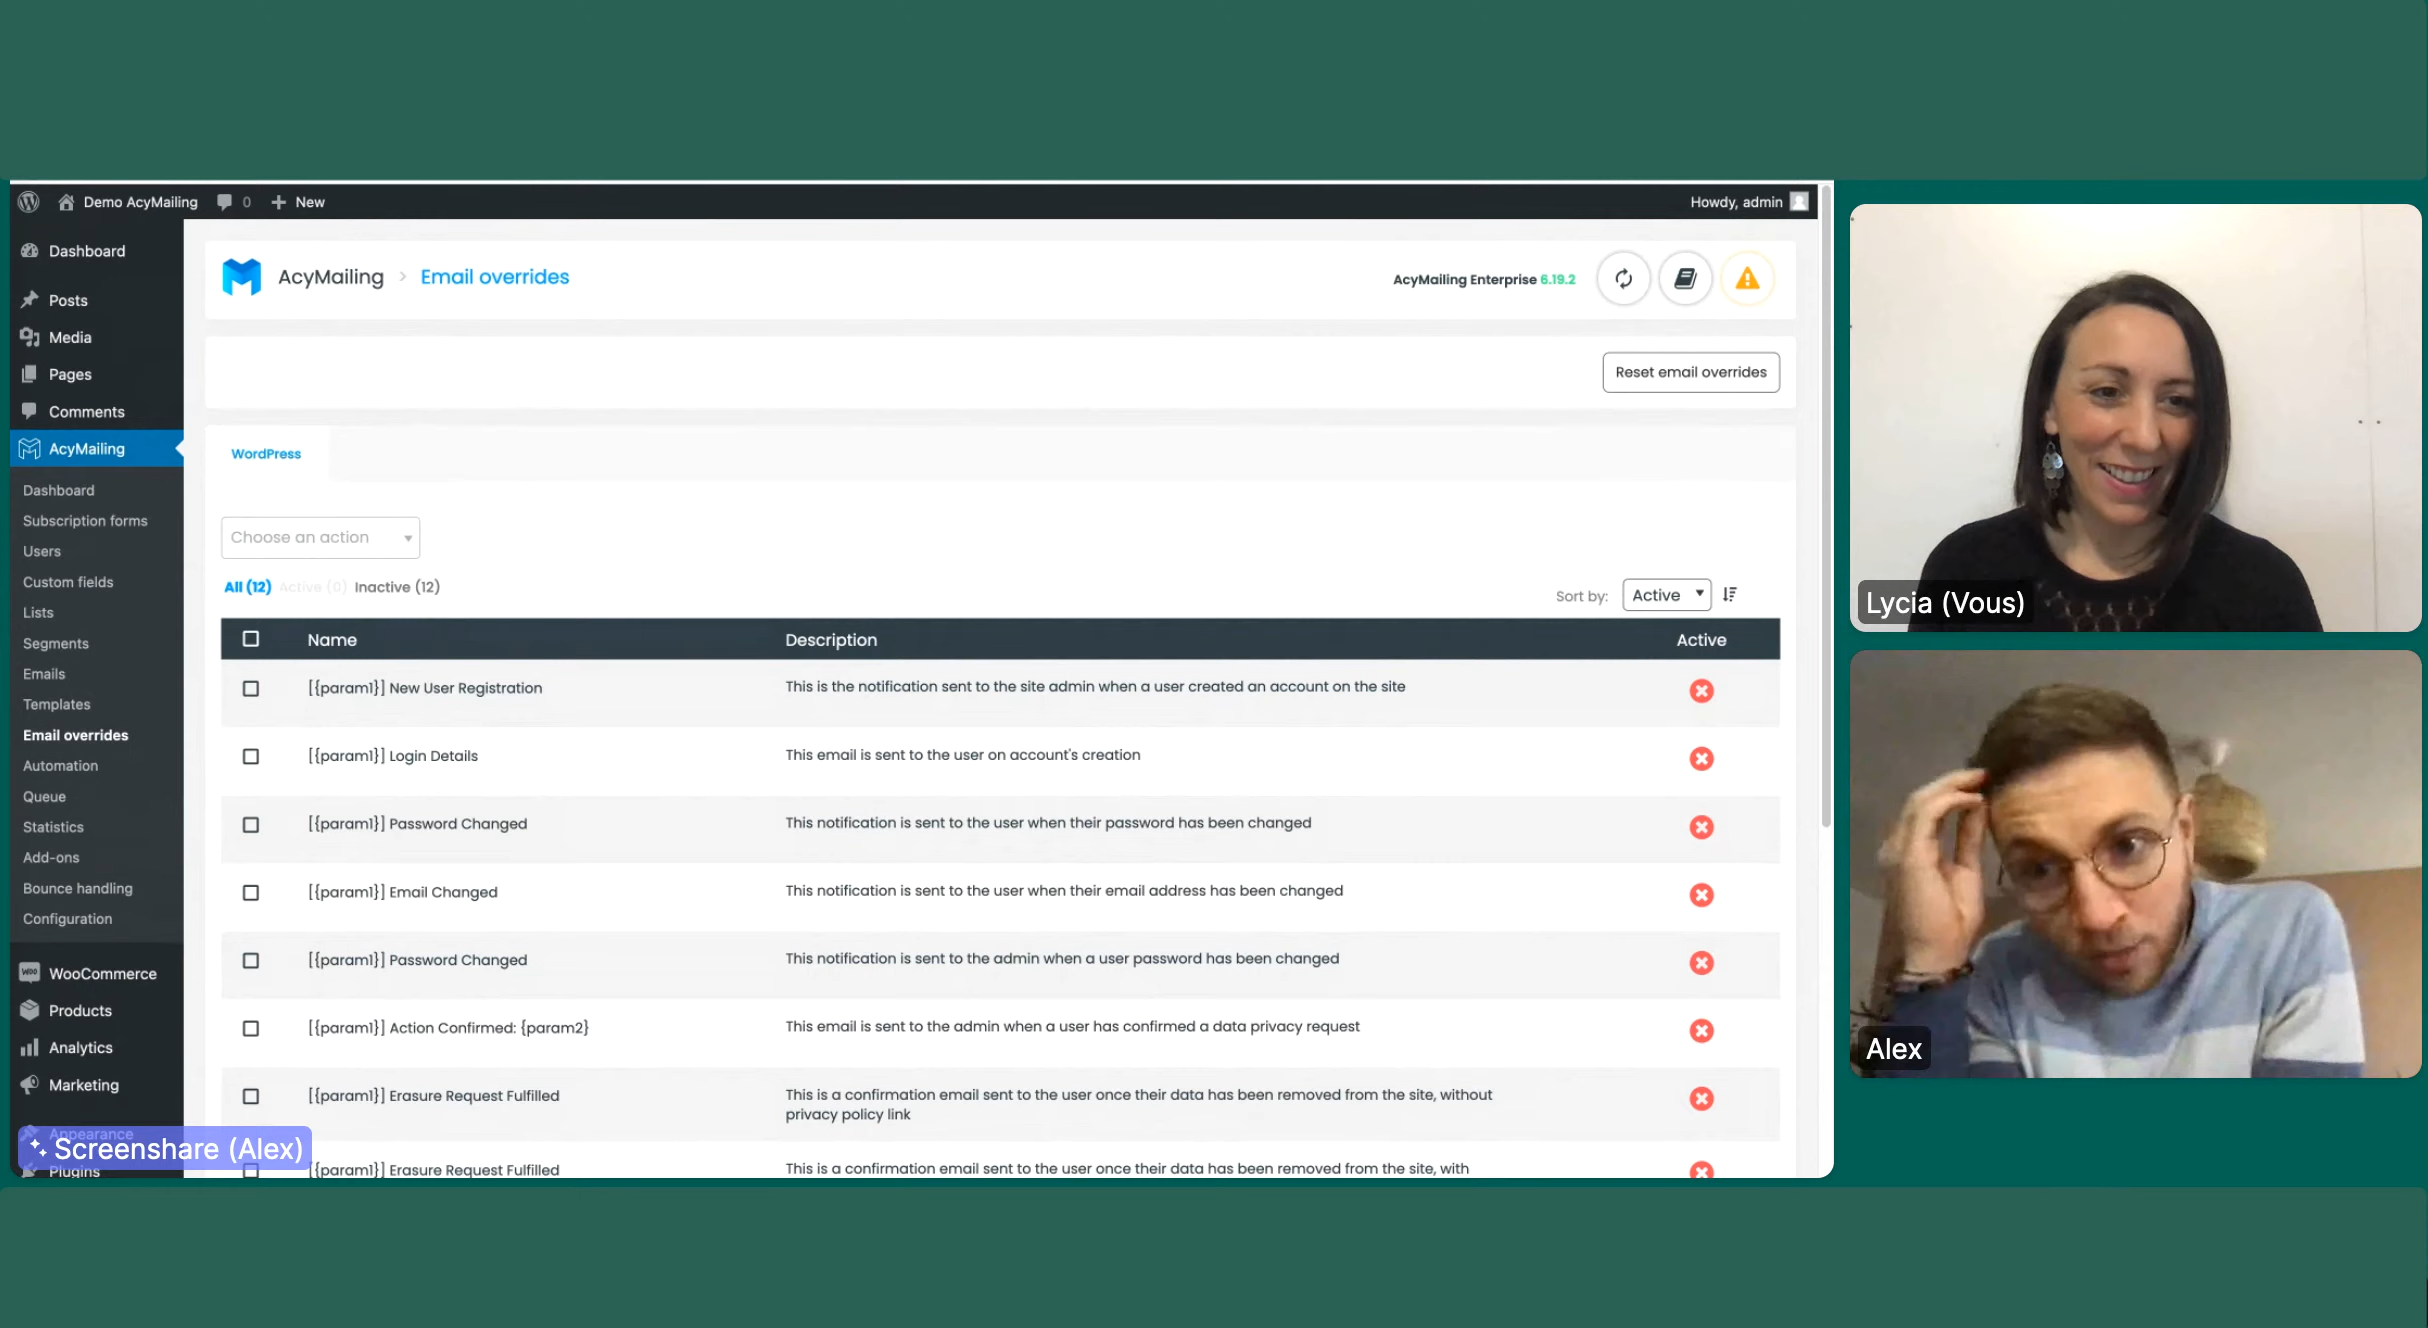 Demo AcyMailing 0 New
Howdy, admin
Dashboard
Posts
Media
Pages
Comments
AcyMailing
Dashboard
Subscription forms
Users
Custom fields
Lists
Segments
Emails
Templates
Email overrides
Automation
Queue
Statistics
Add-ons
Bounce handling
Configuration
WooCommerce
Products
Analytics
Marketing
Appearance
Plugins
Screenshare (Alex)
AcyMailing > Email overrides
AcyMailing Enterprise 6.19.2
Reset email overrides
WordPress
Choose an action
All (12) Active (0) Inactive (12)
Sort by: Active
Name Description Active
[{param1}] New User Registration This is the notification sent to the site admin when a user created an account on the site
[{param1}] Login Details This email is sent to the user on account's creation
[{param1}] Password Changed This notification is sent to the user when their password has been changed
[{param1}] Email Changed This notification is sent to the user when their email address has been changed
[{param1}] Password Changed This notification is sent to the admin when a user password has been changed
[{param1}] Action Confirmed: {param2} This email is sent to the admin when a user has confirmed a data privacy request
[{param1}] Erasure Request Fulfilled This is a confirmation email sent to the user once their data has been removed from the site, without
privacy policy link
[{param1}] Erasure Request Fulfilled This is a confirmation email sent to the user once their data has been removed from the site, with
Lycia (Vous)
Alex